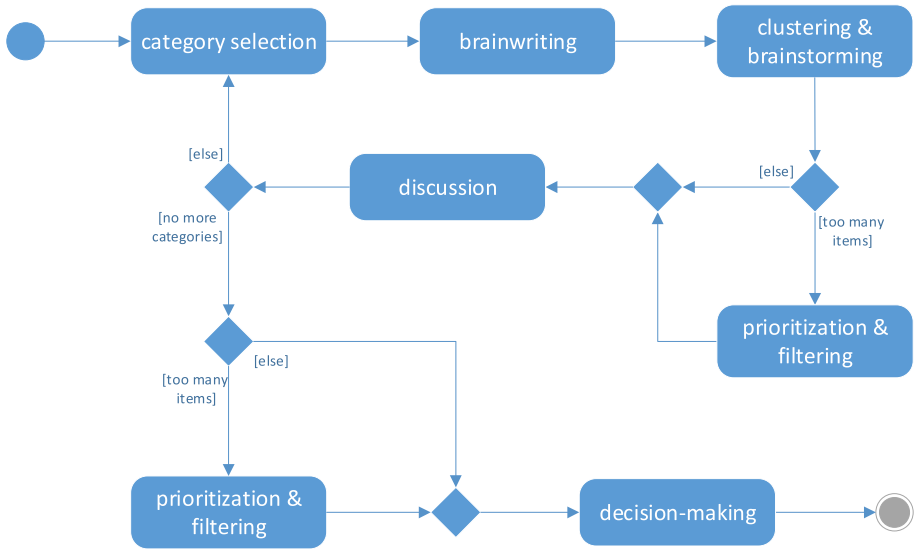 category selection
brainwriting
clustering &
brainstorming
[else]
discussion
[else]
[no more
categories]
[too many
items]
prioritization &
filtering
[else]
[too many
items]
prioritization &
filtering
decision-making